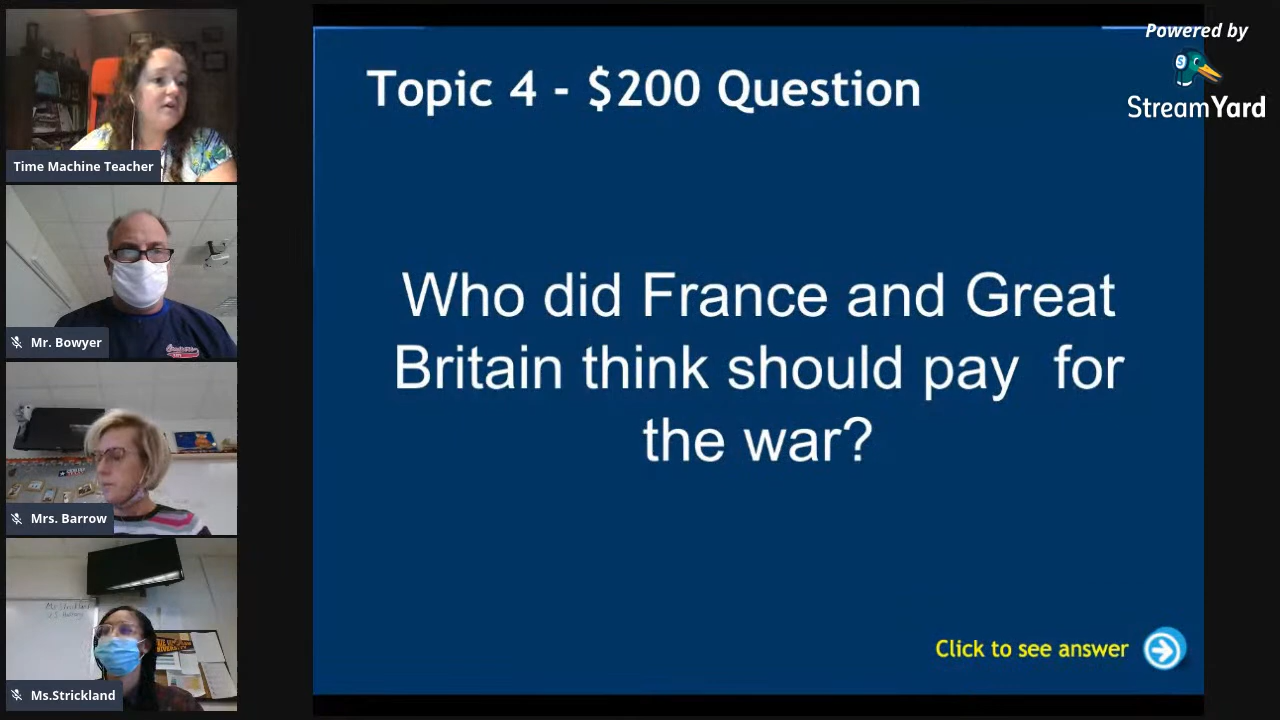 Powered by
StreamYard
Topic 4 - $200 Question
Who did France and Great
Britain think should pay  for
the war?
Click to see answer
Time Machine Teacher
Mr. Bowyer
Mrs. Barrow
Ms.Strickland